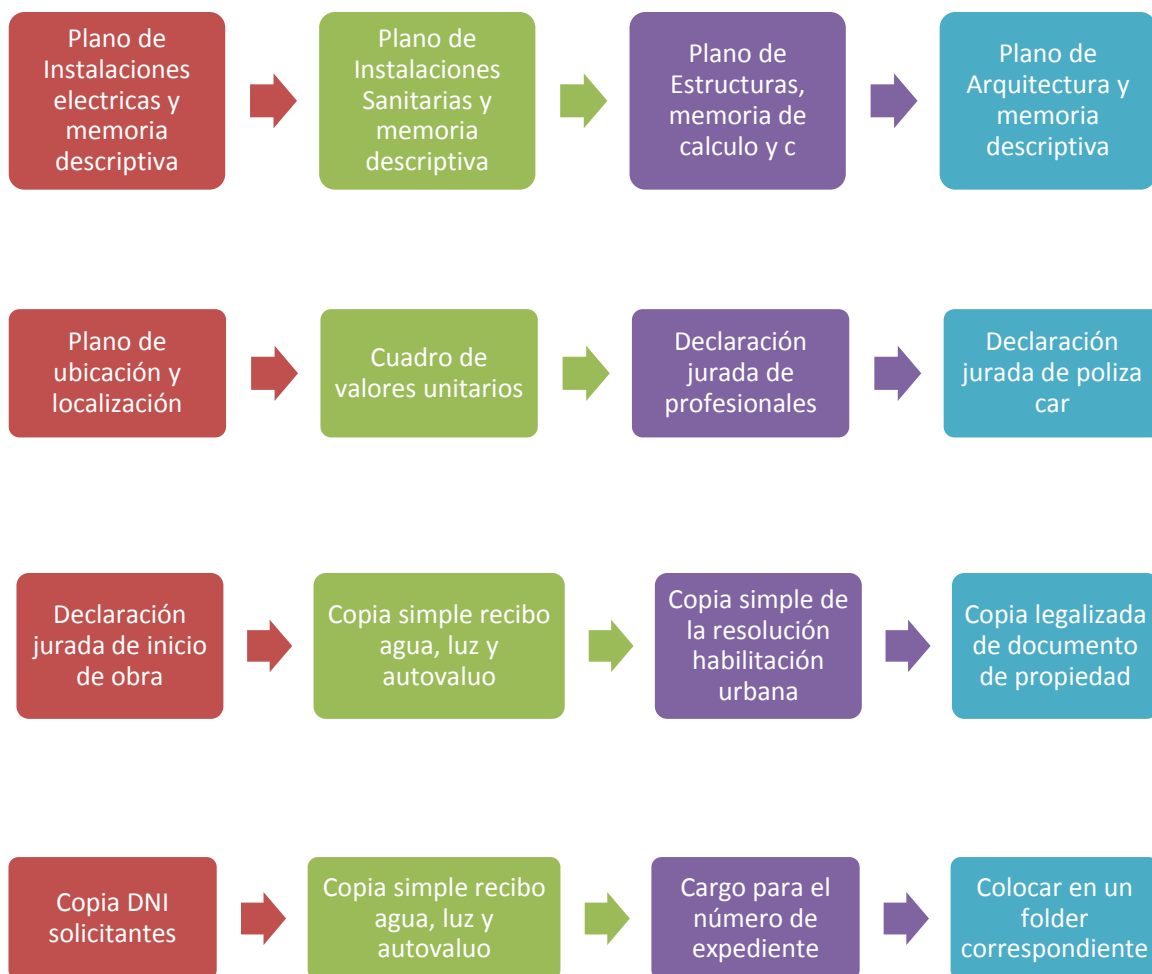 Plano de
Instalaciones
electricas y
memoria
descriptiva
Plano de
Instalaciones
Sanitarias y
memoria
descriptiva
Plano de
Estructuras,
memoria de
calculo y c
Plano de
Arquitectura y
memoria
descriptiva
Plano de
ubicación y
localización
Cuadro de
valores unitarios
Declaración
jurada de
profesionales
Declaración
jurada de poliza
car
Declaración
jurada de inicio
de obra
Copia simple recibo
agua, luz y
autovaluo
Copia simple de
la resolución
habilitación
urbana
Copia legalizada
de documento
de propiedad
Copia DNI
solicitantes
Copia simple recibo
agua, luz y
autovaluo
Cargo para el
número de
expediente
Colocar en un
folder
correspondiente